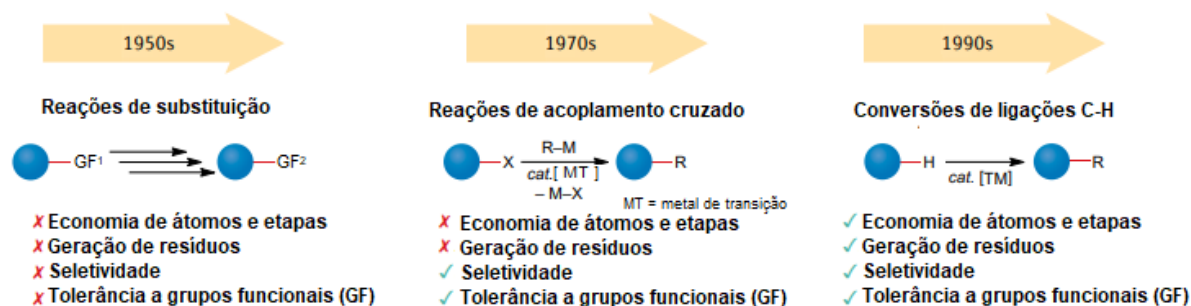 1950s
Reações de substituição
GF1
GF2
✗ Economia de átomos e etapas
✗ Geração de resíduos
✗ Seletividade
✗ Tolerância a grupos funcionais (GF)
1970s
Reações de acoplamento cruzado
X
R–M
cat.[ MT ]
– M–X
R
MT = metal de transição
✗ Economia de átomos e etapas
✗ Geração de resíduos
✓ Seletividade
✓ Tolerância a grupos funcionais (GF)
1990s
Conversões de ligações C-H
H
cat. [TM]
R
✓ Economia de átomos e etapas
✓ Geração de resíduos
✓ Seletividade
✓ Tolerância a grupos funcionais (GF)